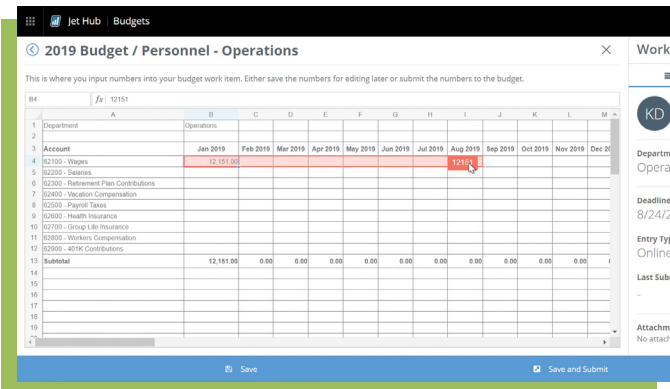 Jet Hub Budgets
2019 Budget / Personnel - Operations
Work
This is where you input numbers into your budget work item. Either save the numbers for editing later or submit the numbers to the budget.
B4 fx 12151
A B C D E F G H I J K L M
1 Department Operations
2
3 Account Jan 2019 Feb 2019 Mar 2019 Apr 2019 May 2019 Jun 2019 Jul 2019 Aug 2019 Sep 2019 Oct 2019 Nov 2019 Dec 20
4 62100 - Wages 12,151.00 12151
5 62200 - Salaries
6 62300 - Retirement Plan Contributions
7 62400 - Vacation Compensation
8 62500 - Payroll Taxes
9 62600 - Health Insurance
10 62700 - Group Life Insurance
11 62800 - Workers Compensation
12 62900 - 401K Contributions
13 Subtotal 12,151.00 0.00 0.00 0.00 0.00 0.00 0.00 0.00 0.00 0.00 0.00
14
15
16
17
18
19
KD
Departm
Opera
Deadline
8/24/2
Entry Typ
Online
Last Sub
-
Attachm
No attach
Save
Save and Submit